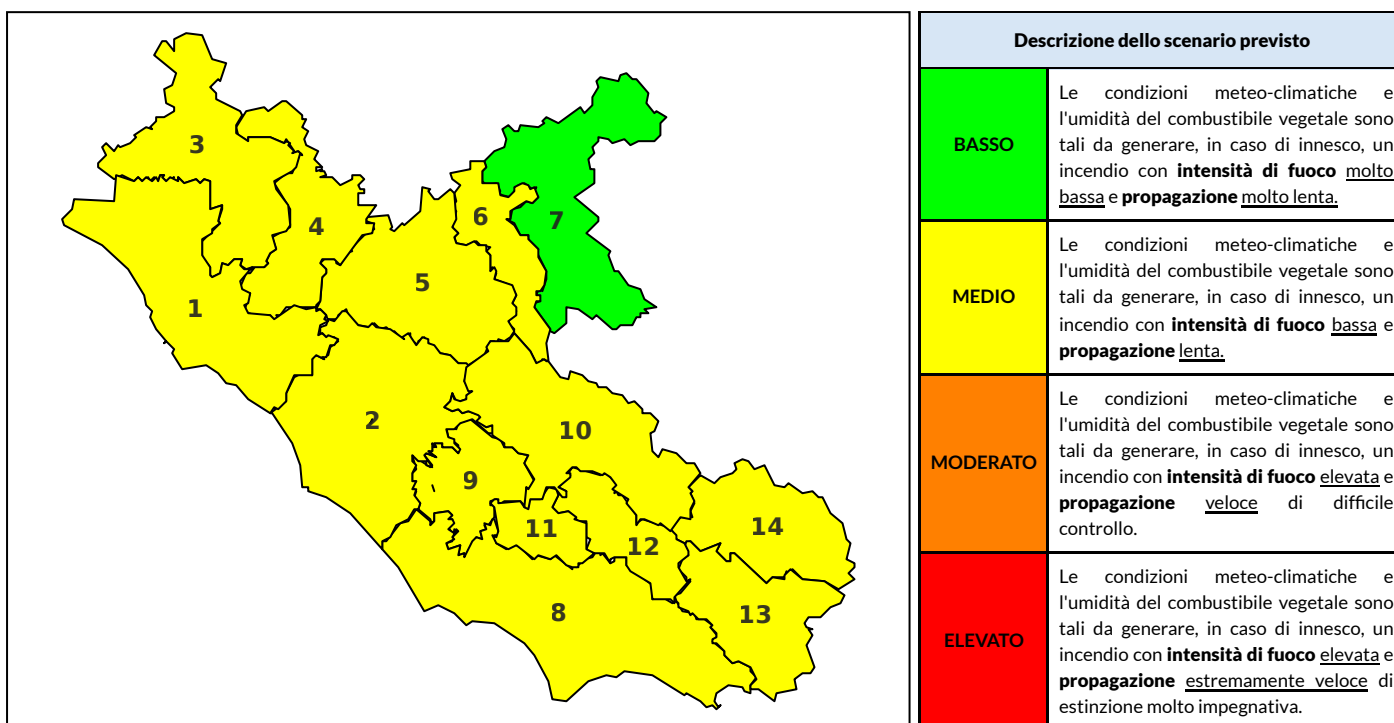 3
4
6
7
5
1
2
10
9
14
11
12
8
13
Descrizione dello scenario previsto
BASSO
Le condizioni meteo-climatiche e
l'umidità del combustibile vegetale sono
tali da generare, in caso di innesco, un
incendio con intensità di fuoco molto
bassa e propagazione molto lenta.
MEDIO
Le condizioni meteo-climatiche e
l'umidità del combustibile vegetale sono
tali da generare, in caso di innesco, un
incendio con intensità di fuoco bassa e
propagazione lenta.
MODERATO
Le condizioni meteo-climatiche e
l'umidità del combustibile vegetale sono
tali da generare, in caso di innesco, un
incendio con intensità di fuoco elevata e
propagazione veloce di difficile
controllo.
ELEVATO
Le condizioni meteo-climatiche e
l'umidità del combustibile vegetale sono
tali da generare, in caso di innesco, un
incendio con intensità di fuoco elevata e
propagazione estremamente veloce di
estinzione molto impegnativa.